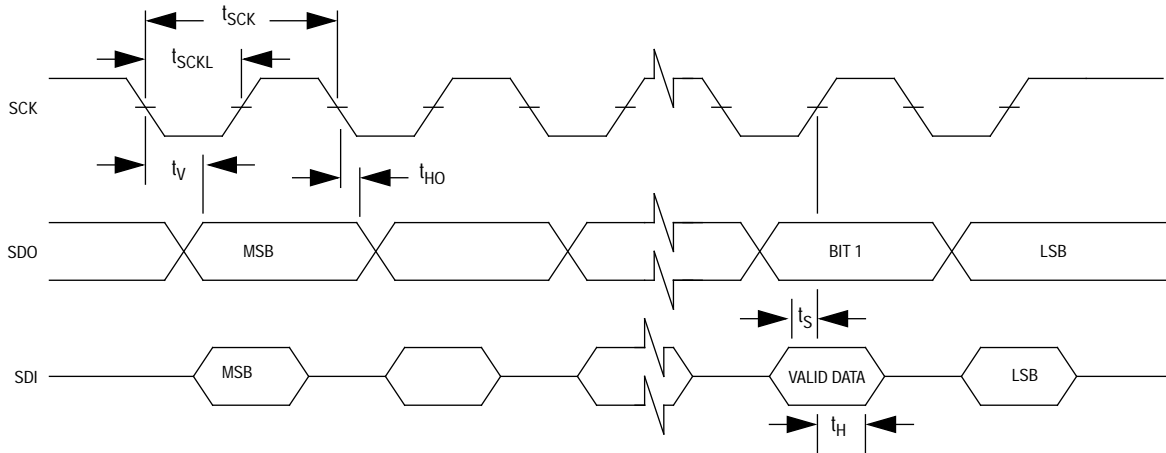 tSCK
tSCKL
SCK
tV
tHO
SDO MSB BIT 1 LSB
tS
SDI MSB VALID DATA LSB
tH